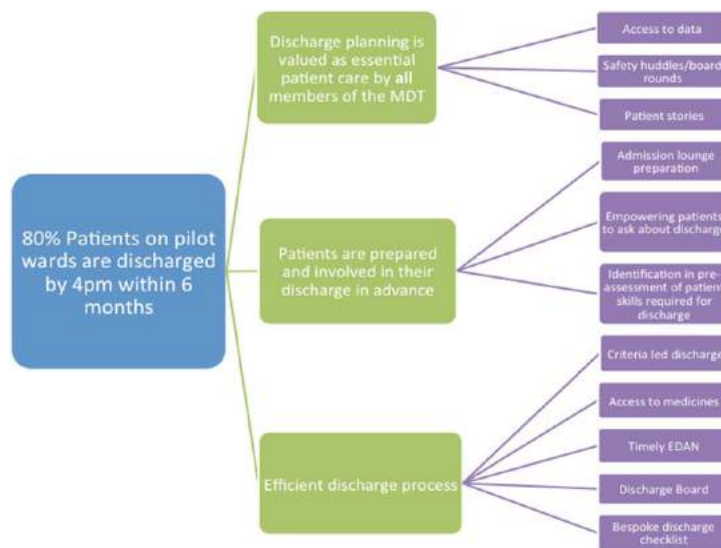 Discharge planning is
valued as essential
patient care by all
members of the MDT
Access to data
Safety huddles/board
rounds
Patient stories
80% Patients on pilot
wards are discharged
by 4pm within 6
months
Patients are prepared
and involved in their
discharge in advance
Admission lounge
preparation
Empowering patients
to ask about discharge
Identification in pre-
assessment of patient
skills required for
discharge
Efficient discharge process
Criteria led discharge
Access to medicines
Timely EDAN
Discharge Board
Bespoke discharge
checklist